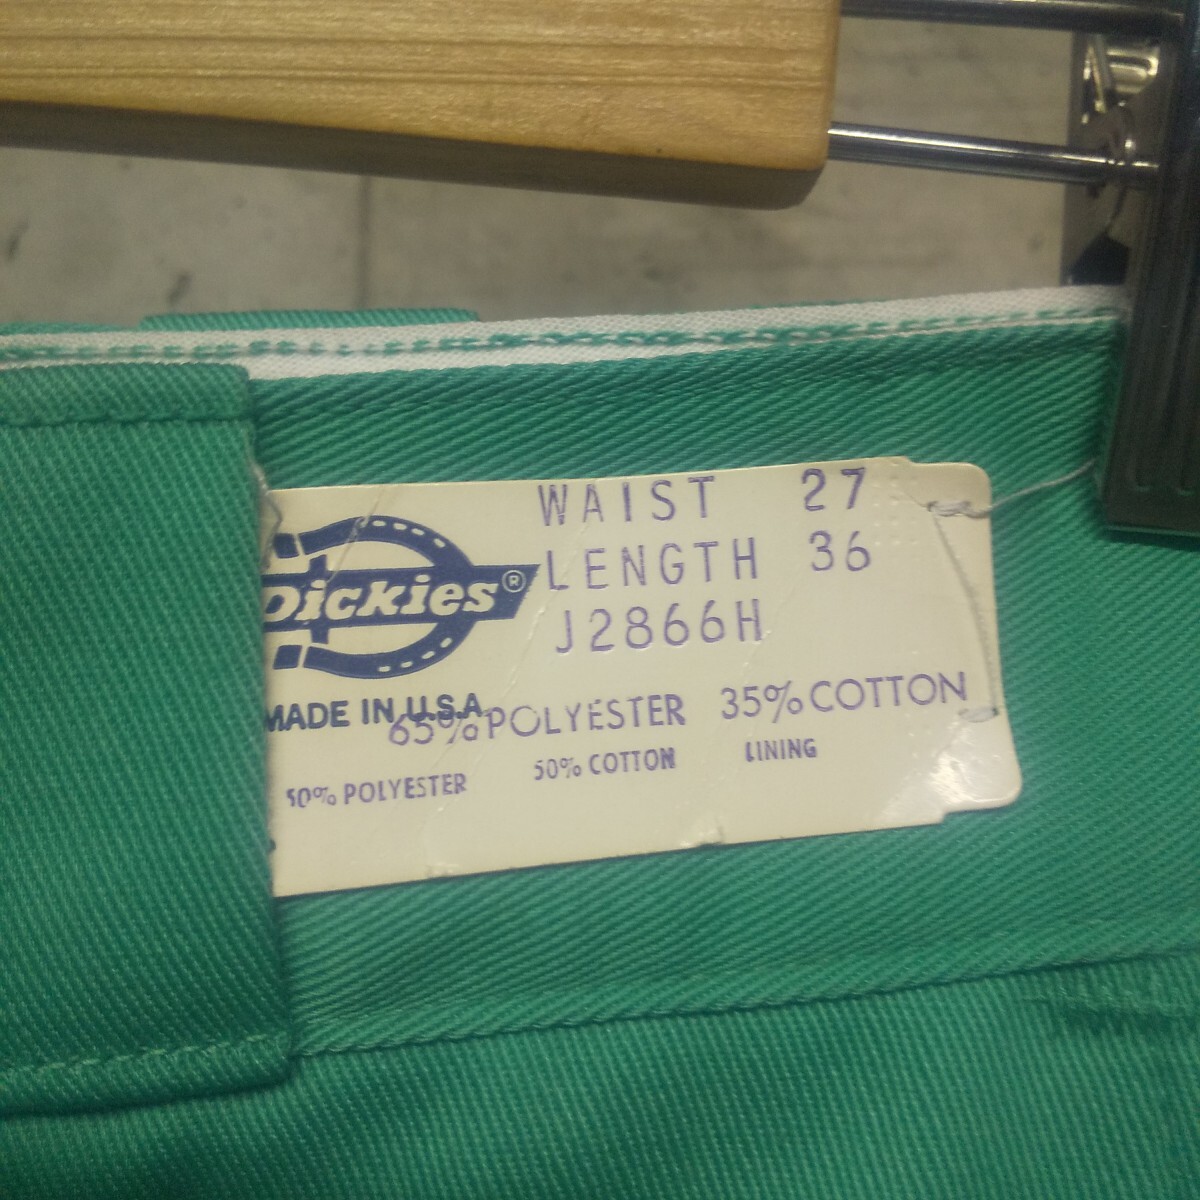 WAIST 27
LENGTH 36
J2866H
Dickies®
MADE IN U.S.A.
65% POLYESTER 35% COTTON
50% POLYESTER 50% COTTON LINING